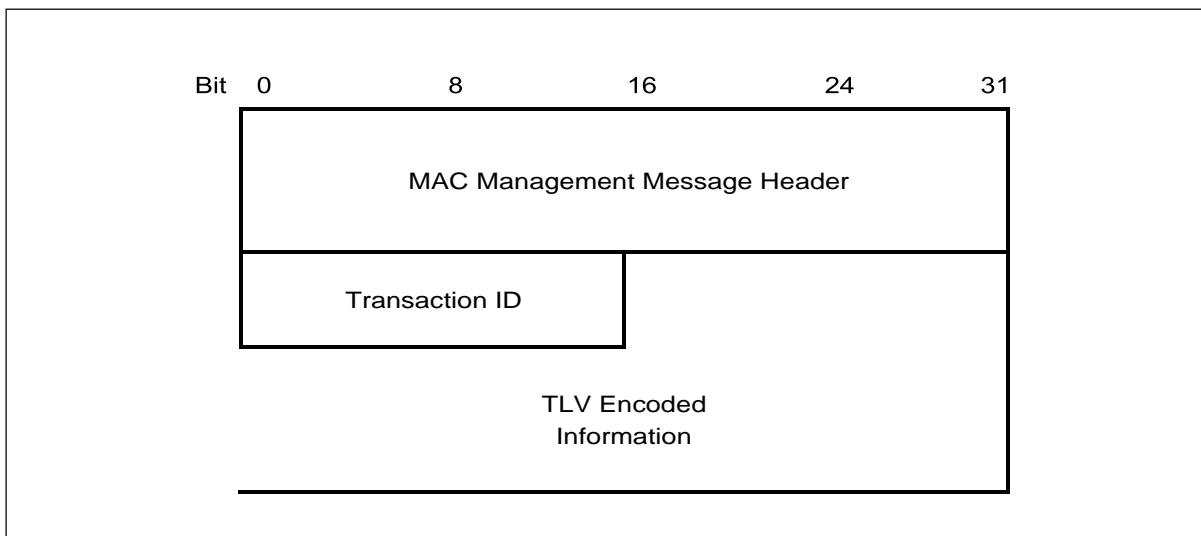 Bit 0 8 16 24 31
MAC Management Message Header
Transaction ID
TLV Encoded
Information